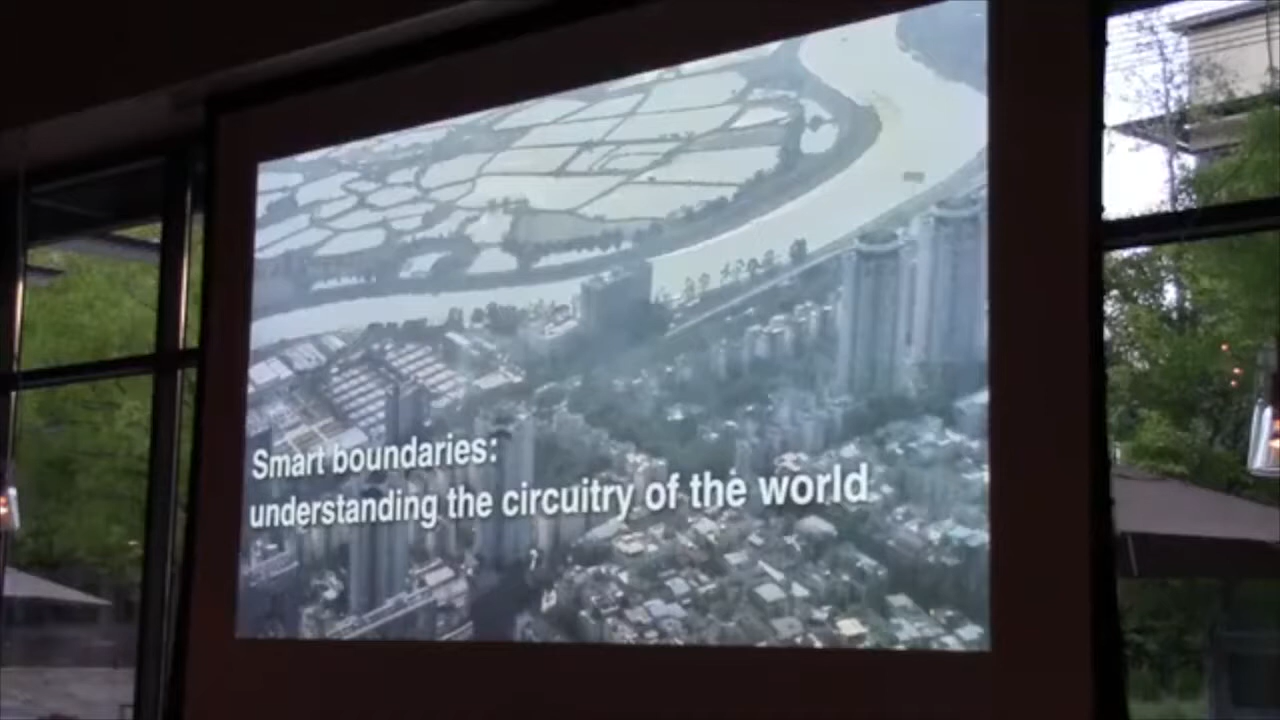 Smart boundaries:
understanding the circuitry of the world